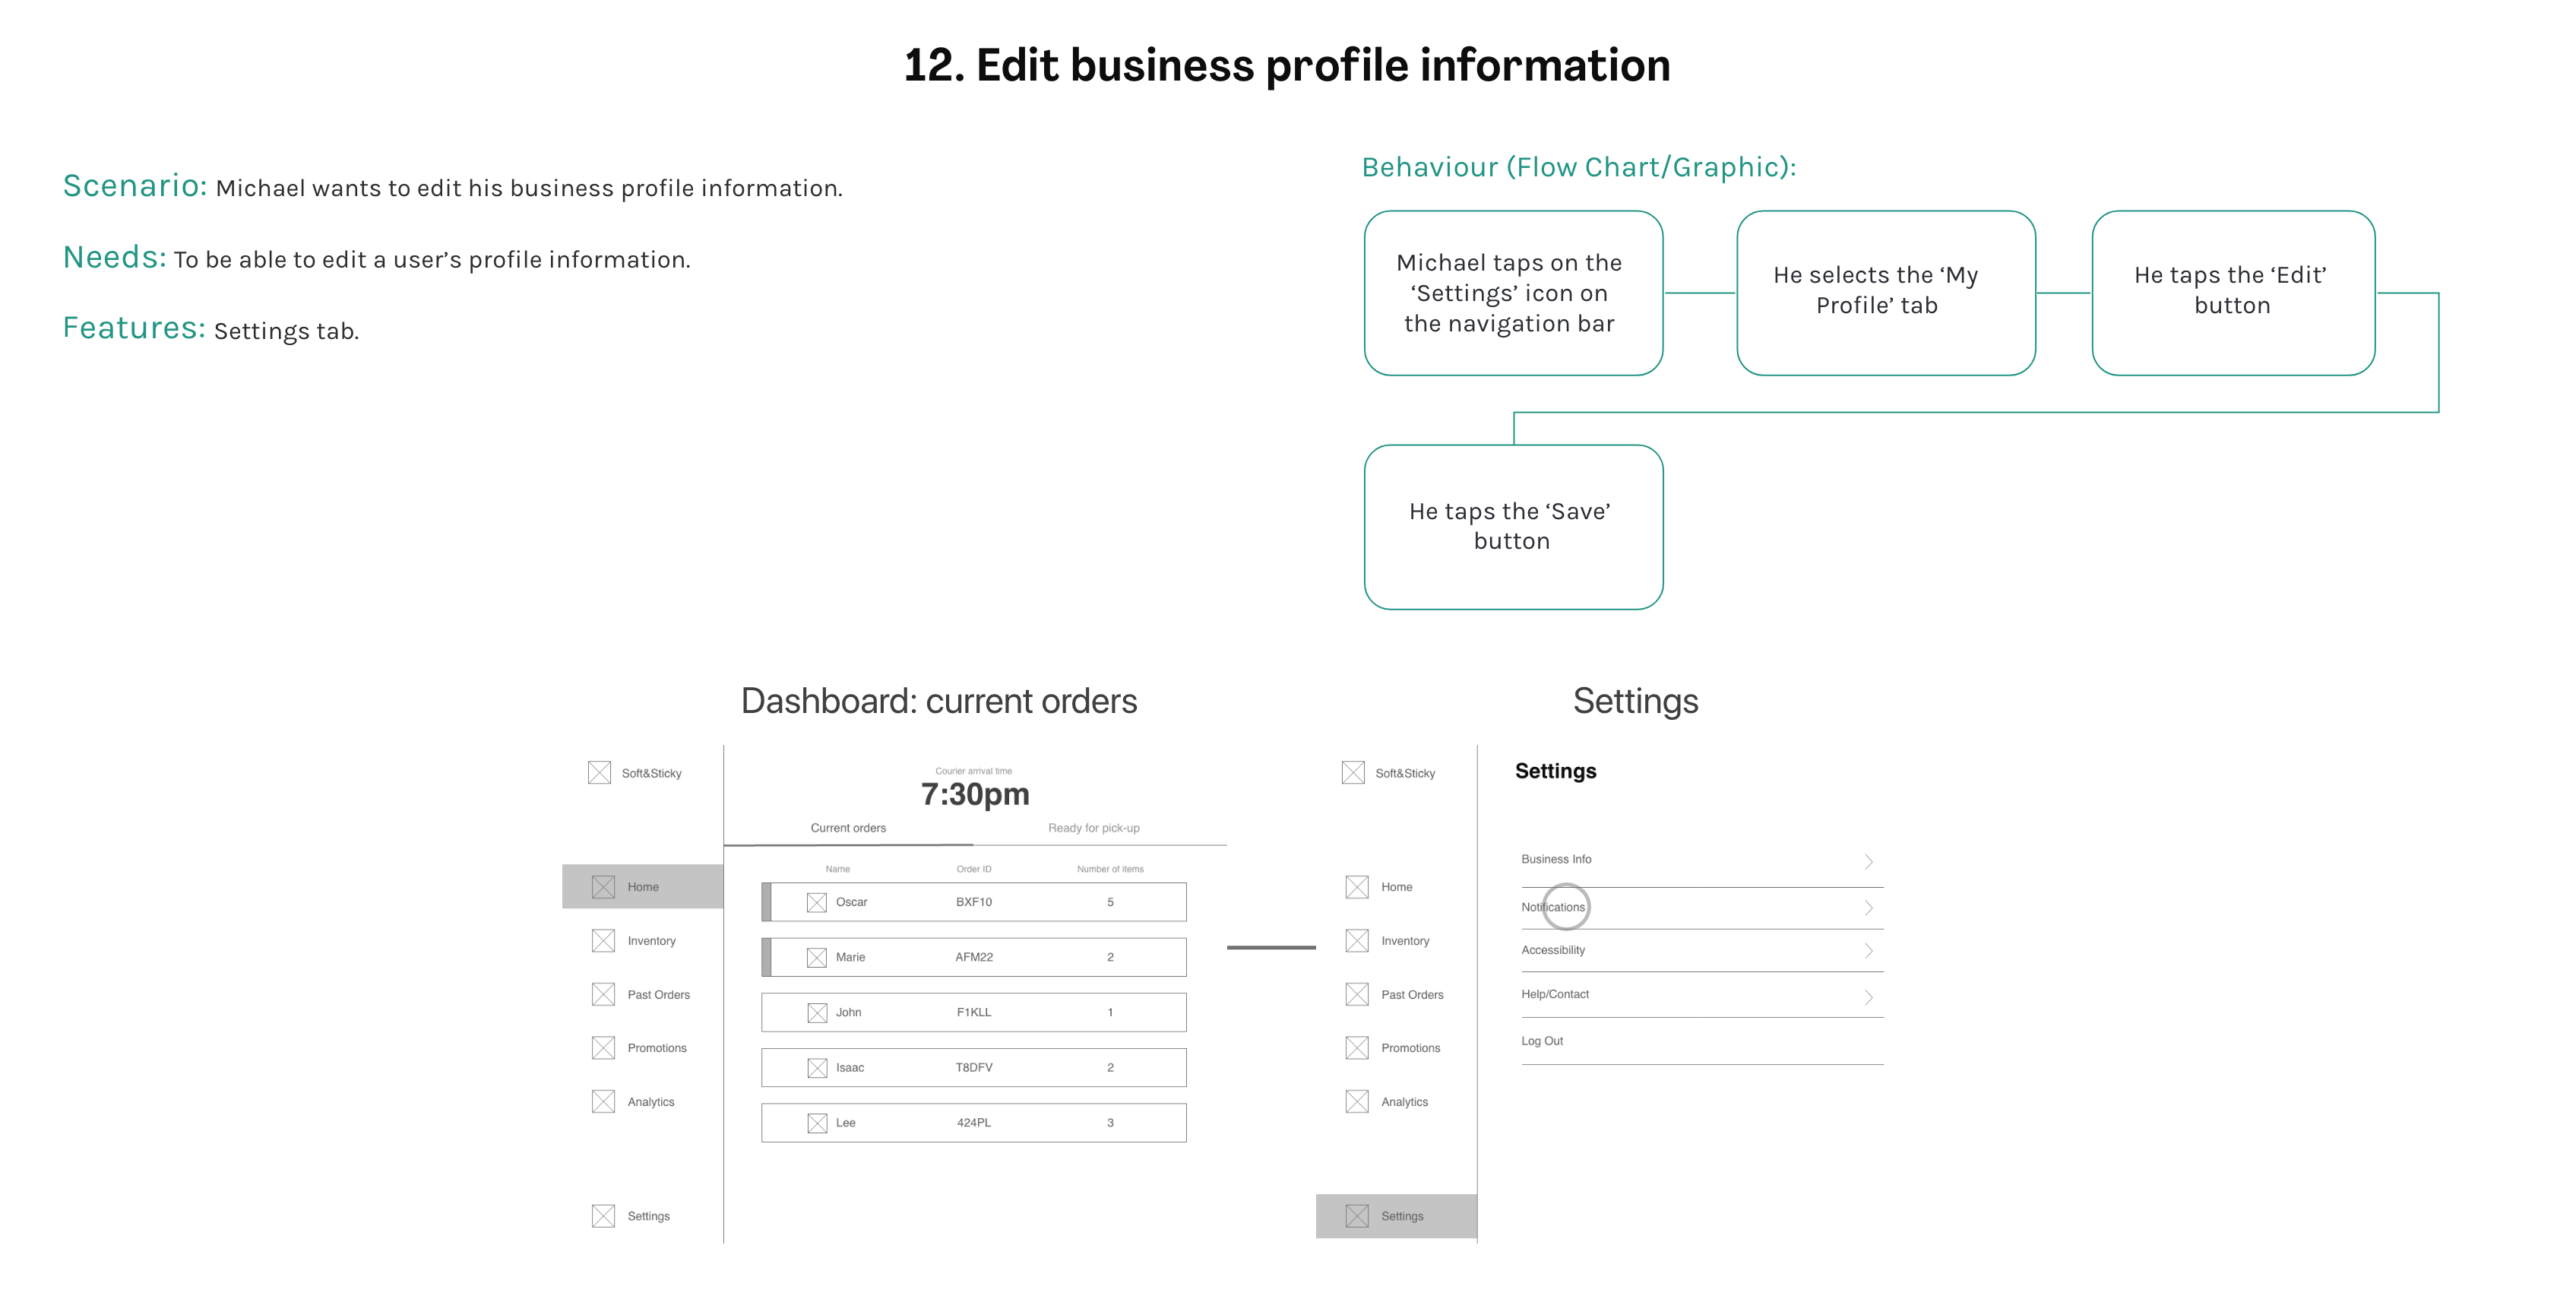 12. Edit business profile information
Scenario: Michael wants to edit his business profile information.
Needs: To be able to edit a user’s profile information.
Features: Settings tab.
Behaviour (Flow Chart/Graphic):
Michael taps on the
‘Settings’ icon on
the navigation bar
He selects the ‘My
Profile’ tab
He taps the ‘Edit’
button
He taps the ‘Save’
button
Dashboard: current orders
Soft&Sticky
Home
Inventory
Past Orders
Promotions
Analytics
Settings
Courier arrival time
7:30pm
Current orders Ready for pick-up
Name Order ID Number of items
Oscar BXF10 5
Marie AFM22 2
John F1KLL 1
Isaac T8DFV 2
Lee 424PL 3
Settings
Soft&Sticky
Home
Inventory
Past Orders
Promotions
Analytics
Settings
Settings
Business Info
Notifications
Accessibility
Help/Contact
Log Out